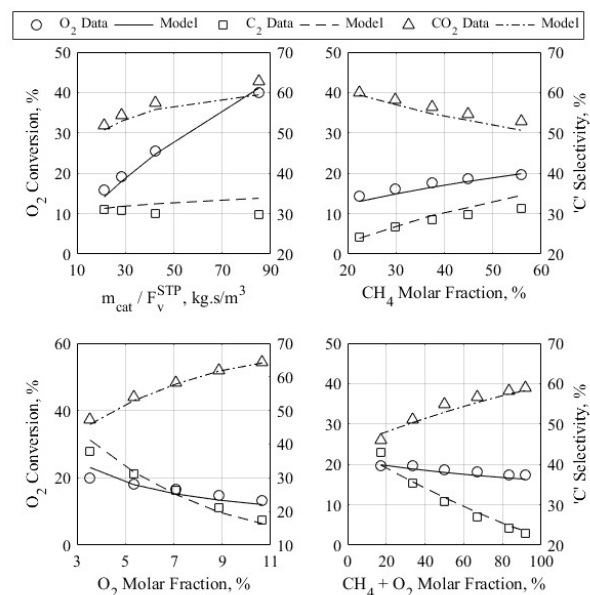 O2 Data Model C2 Data Model CO2 Data Model
50 70 50 70
40 60 40 60
30 50 30 50
20 40 20 40
10 30 10 30
0 20 0 20
10 30 50 70 90 20 30 40 50 60
O2 Conversion, %
mcat / FvSTP, kg.s/m3
CH4 Molar Fraction, %
'C' Selectivity, %
60 70 50 70
60 40 60
40 50 30 50
40 20 40
20 30 10 30
20
0 10 0 20
3 5 7 9 11 0 20 40 60 80 100
O2 Conversion, %
O2 Molar Fraction, %
CH4 + O2 Molar Fraction, %
'C' Selectivity, %